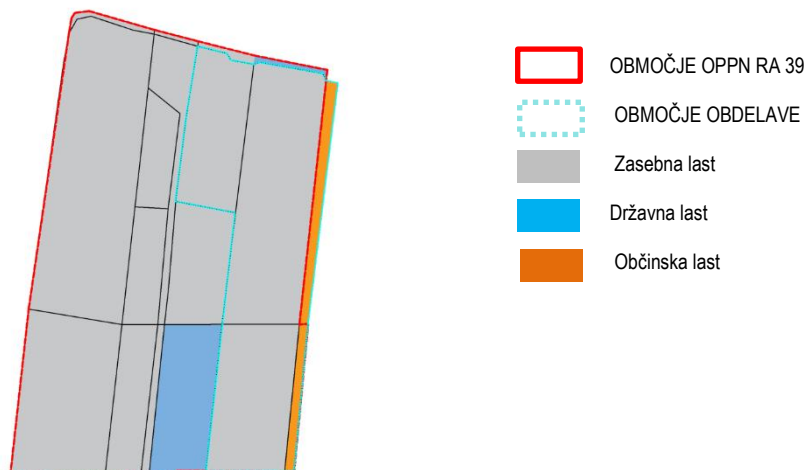 OBMOČJE OPPN RA 39
OBMOČJE OBDELAVE
Zasebna last
Državna last
Občinska last